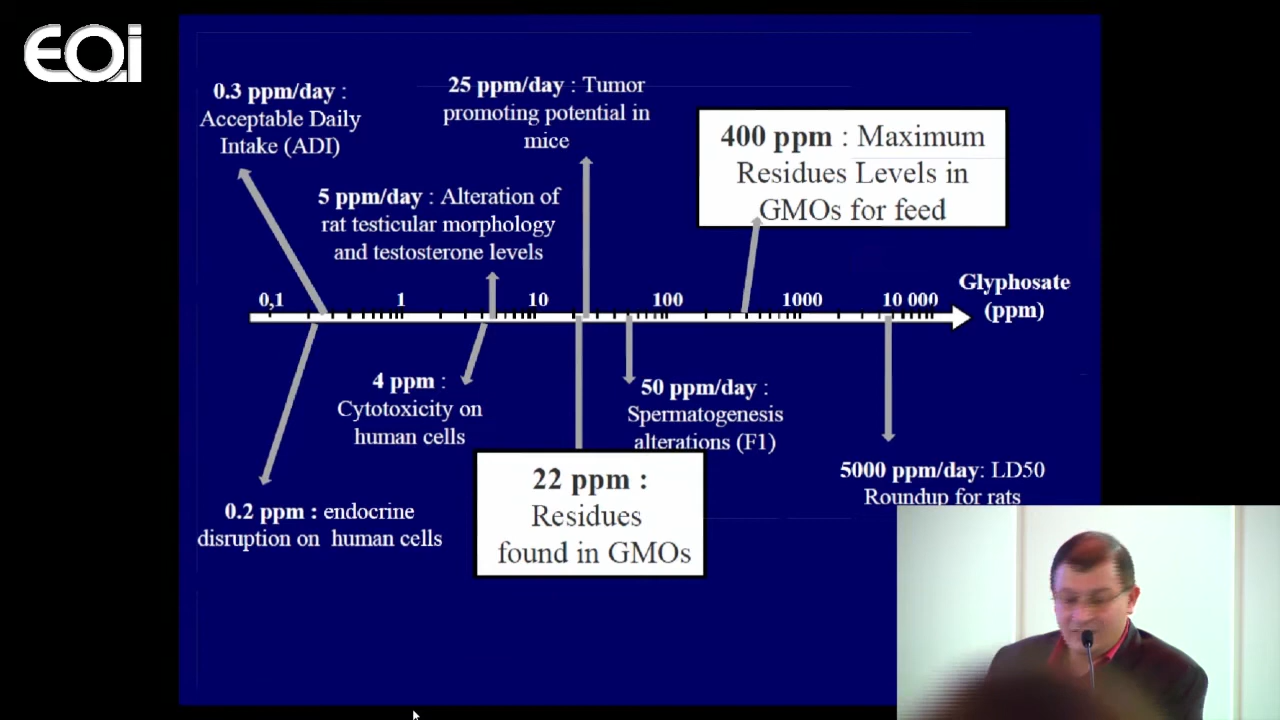 EOi
0.3 ppm/day :
Acceptable Daily
Intake (ADI)
25 ppm/day : Tumor
promoting potential in
mice
5 ppm/day : Alteration of
rat testicular morphology
and testosterone levels
400 ppm : Maximum
Residues Levels in
GMOs for feed
0,1 1 10 100 1000 10 000
Glyphosate
(ppm)
4 ppm :
Cytotoxicity on
human cells
50 ppm/day :
Spermatogenesis
alterations (F1)
0.2 ppm : endocrine
disruption on human cells
22 ppm :
Residues
found in GMOs
5000 ppm/day: LD50
Roundup for rats